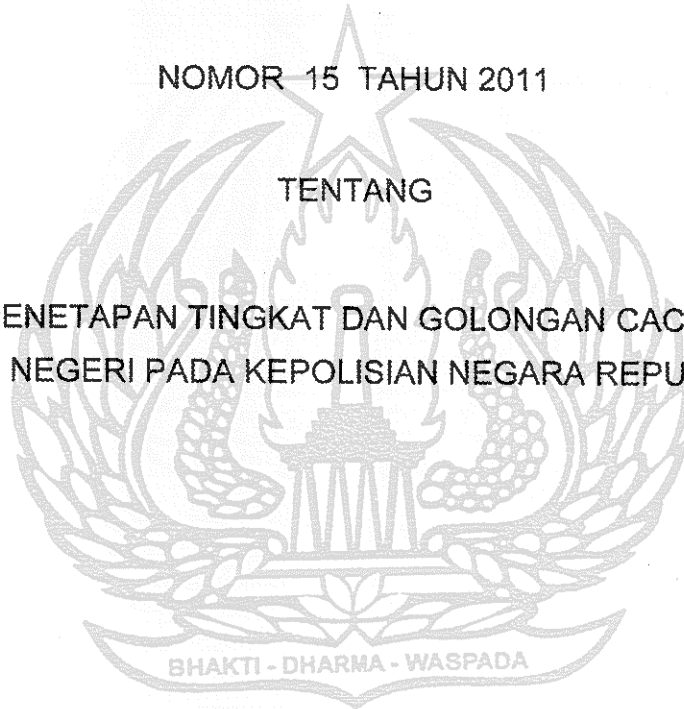 NOMOR 15 TAHUN 2011
TENTANG
ENETAPAN TINGKAT DAN GOLONGAN CAC
NEGERI PADA KEPOLISIAN NEGARA REPU
BHAKTI - DHARMA - WASPADA